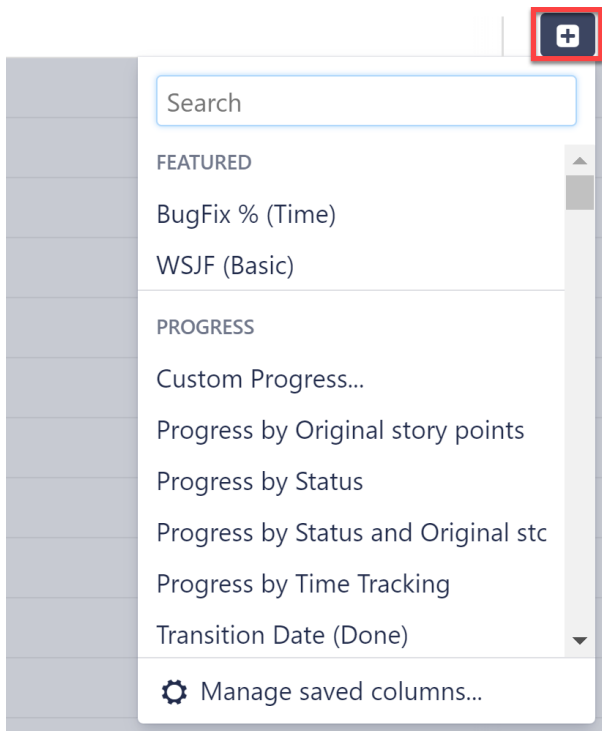 Search
FEATURED
BugFix % (Time)
WSJF (Basic)
PROGRESS
Custom Progress...
Progress by Original story points
Progress by Status
Progress by Status and Original stc
Progress by Time Tracking
Transition Date (Done)
Manage saved columns...